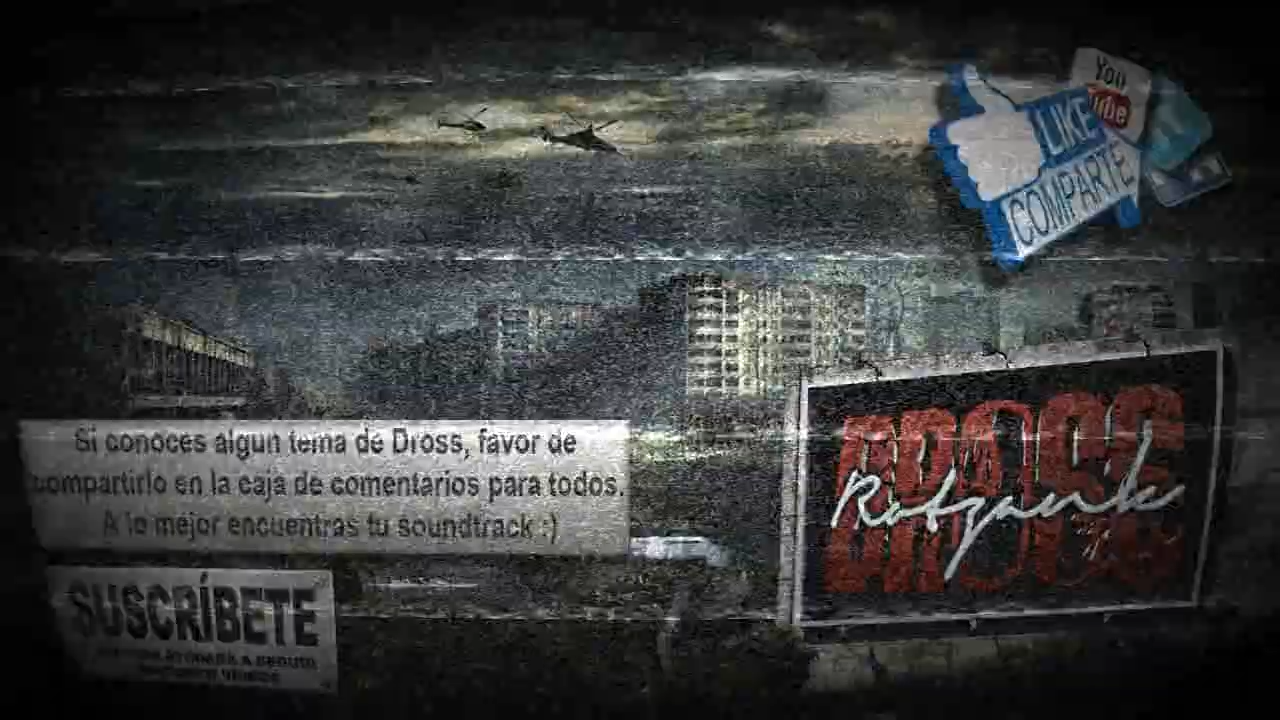 You
Tube
LIKE
COMPARTE
Si conoces algun tema de Dross, favor de
compartirlo en la caja de comentarios para todos.
A lo mejor encuentras tu soundtrack :)
DROSS
Rotzank
SUSCRÍBETE